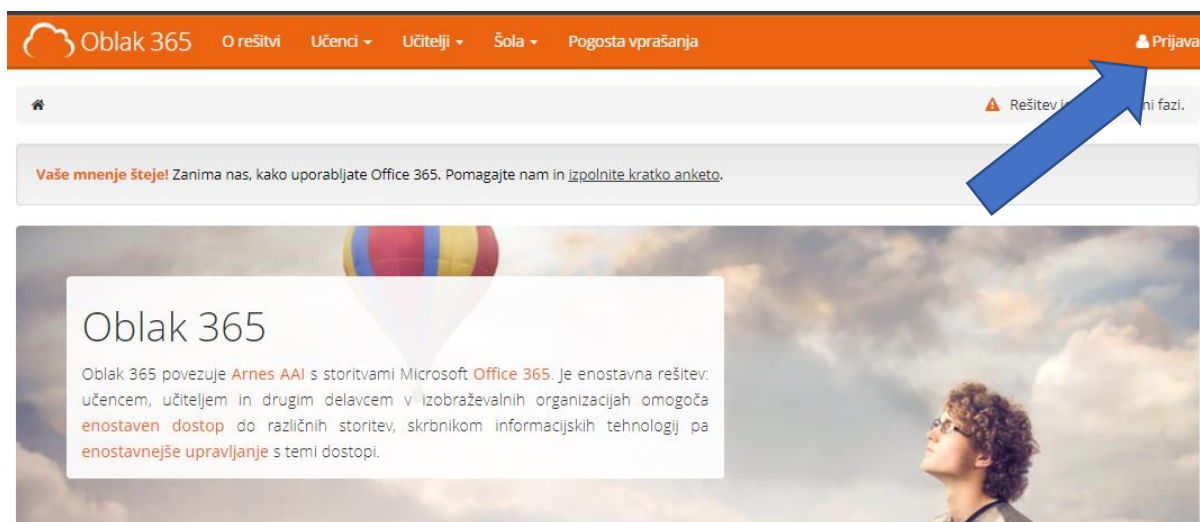 Oblak 365 O rešitvi Učenci Učitelji Šola Pogosta vprašanja Prijava
Rešitev ni fazi.
Vaše mnenje šteje! Zanima nas, kako uporabljate Office 365. Pomagajte nam in izpolnite kratko anketo.
Oblak 365
Oblak 365 povezuje Arnes AAI s storitvami Microsoft Office 365. Je enostavna rešitev:
učencem, učiteljem in drugim delavcem v izobraževalnih organizacijah omogoča
enostaven dostop do različnih storitev, skrbnikom informacijskih tehnologij pa
enostavnejše upravljanje s temi dostopi.